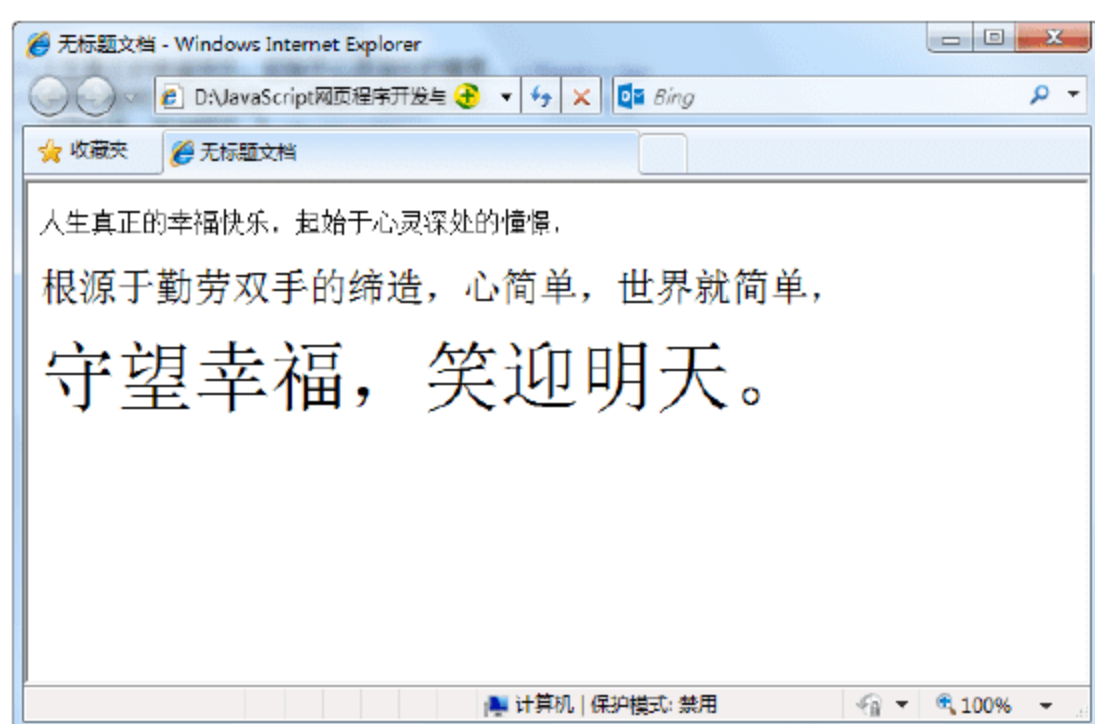 无标题文档 - Windows Internet Explorer
D:\JavaScript网页程序开发与
Bing
收藏夹
无标题文档
人生真正的幸福快乐，起始于心灵深处的憧憬，
根源于勤劳双手的缔造，心简单，世界就简单，
守望幸福，笑迎明天。
计算机 | 保护模式: 禁用
100%